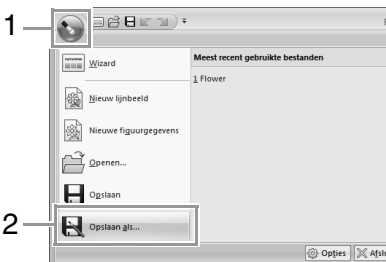 1
Wizard
Meest recent gebruikte bestanden
1 Flower
Nieuw lijnbeeld
Nieuwe figuurgegevens
Openen...
Opslaan
2
Opslaan als...
Opties